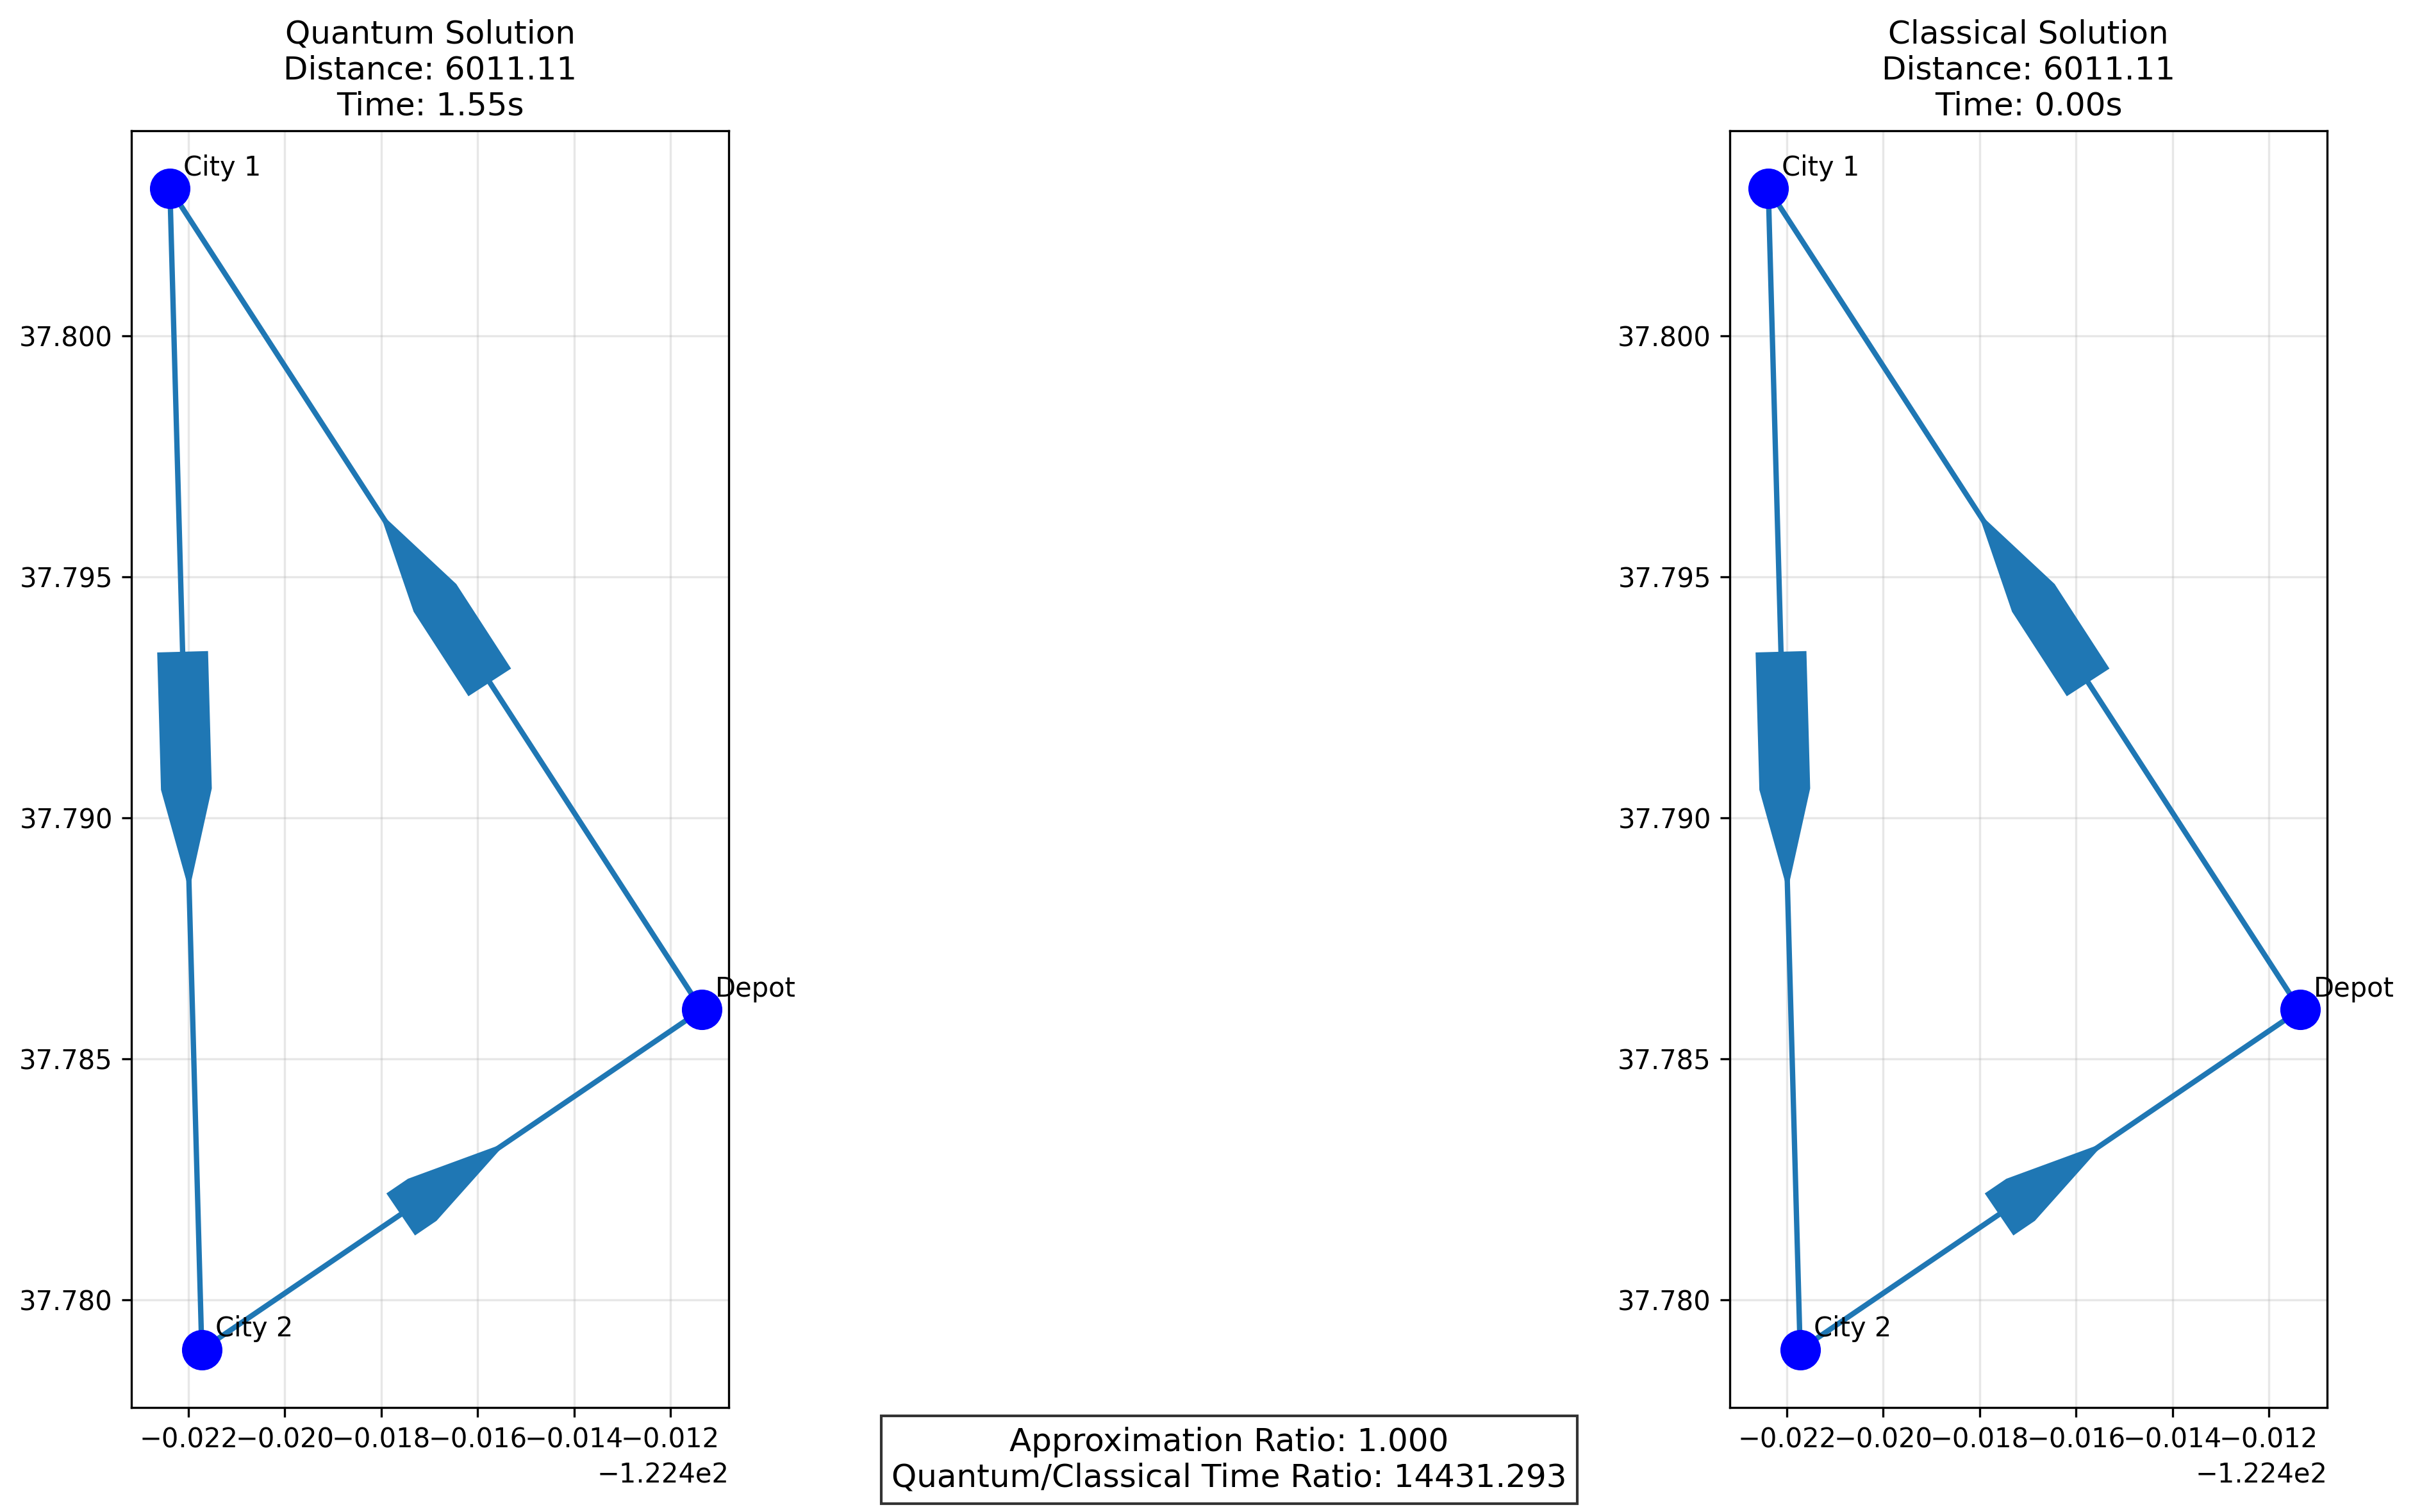 Quantum Solution
Distance: 6011.11
Time: 1.55s
City 1
37.800
37.795
37.790
Depot
37.785
37.780
City 2
−0.022−0.020−0.018−0.016−0.014−0.012
−1.224e2
Classical Solution
Distance: 6011.11
Time: 0.00s
City 1
37.800
37.795
37.790
Depot
37.785
37.780
City 2
−0.022−0.020−0.018−0.016−0.014−0.012
−1.224e2
Approximation Ratio: 1.000
Quantum/Classical Time Ratio: 14431.293